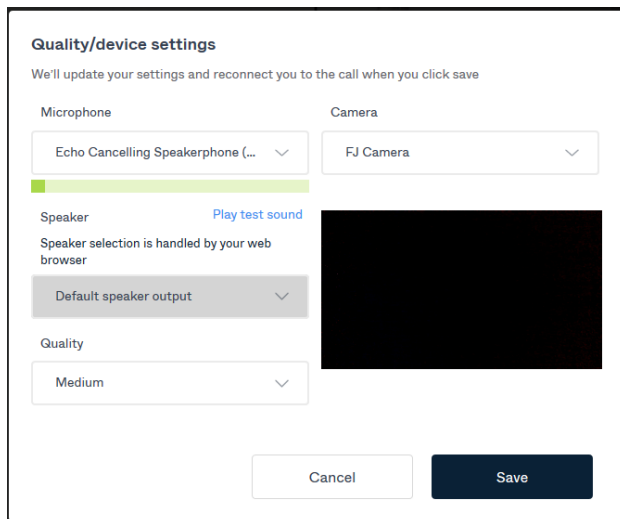 Quality/device settings
We'll update your settings and reconnect you to the call when you click save
Microphone
Camera
Echo Cancelling Speakerphone (...
FJ Camera
Speaker
Play test sound
Speaker selection is handled by your web
browser
Default speaker output
Quality
Medium
Cancel
Save